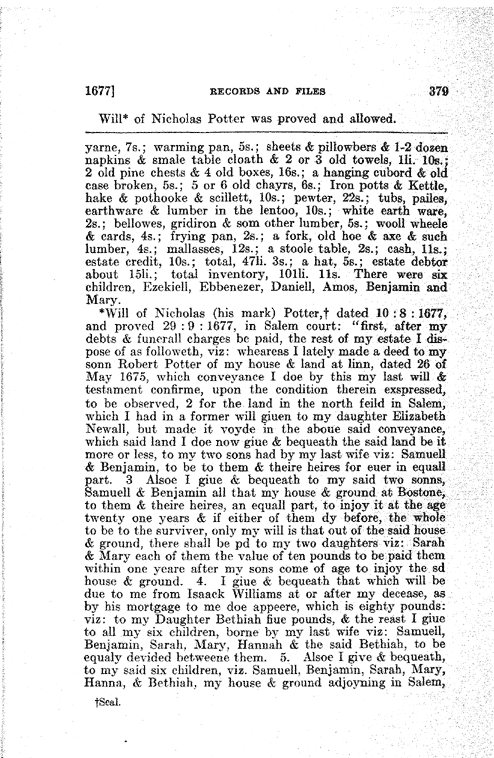 1677] RECORDS AND FILES 379
Will* of Nicholas Potter was proved and allowed.
yarne, 7s.; warming pan, 5s.; sheets & pillowbers & 1-2 dozen
napkins & smale table cloath & 2 or 3 old towels, 1li. 10s.;
2 old pine chests & 4 old boxes, 16s.; a hanging cubord & old
case broken, 5s.; 5 or 6 old chayrs, 6s.; Iron potts & Kettle,
hake & pothooke & scillett, 10s.; pewter, 22s.; tubs, pailes,
earthware & lumber in the lentoo, 10s.; white earth ware,
2s.; bellowes, gridiron & som other lumber, 5s.; wooll wheele
& cards, 4s.; frying pan, 2s.; a fork, old hoe & axe & such
lumber, 4s.; mallasses, 12s.; a stoole table, 2s.; cash, 11s.;
estate credit, 10s.; total, 47li. 3s.; a hat, 5s.; estate debtor
about 15li.; total inventory, 101li. 11s. There were six
children, Ezekiell, Ebbenezer, Daniell, Amos, Benjamin and
Mary.
*Will of Nicholas (his mark) Potter,† dated 10 : 8 : 1677,
and proved 29 : 9 : 1677, in Salem court: "first, after my
debts & funerall charges be paid, the rest of my estate I dis-
pose of as followeth, viz: wheareas I lately made a deed to my
sonn Robert Potter of my house & land at linn, dated 26 of
May 1675, which conveyance I doe by this my last will &
testament confirme, upon the condition therein exspressed,
to be observed, 2 for the land in the north feild in Salem,
which I had in a former will giuen to my daughter Elizabeth
Newall, but made it voyde in the aboue said conveyance,
which said land I doe now giue & bequeath the said land be it
more or less, to my two sons had by my last wife viz: Samuell
& Benjamin, to be to them & theire heires for euer in equall
part. 3 Alsoe I giue & bequeath to my said two sonns,
Samuell & Benjamin all that my house & ground at Bostone,
to them & theire heires, an equall part, to injoy it at the age
twenty one years & if either of them dy before, the whole
to be to the surviver, only my will is that out of the said house
& ground, there shall be pd to my two daughters viz: Sarah
& Mary each of them the value of ten pounds to be paid them
within one yeare after my sons come of age to injoy the sd
house & ground. 4. I giue & bequeath that which will be
due to me from Isaack Williams at or after my decease, as
by his mortgage to me doe appeere, which is eighty pounds:
viz: to my Daughter Bethiah fiue pounds, & the reast I giue
to all my six children, borne by my last wife viz: Samuell,
Benjamin, Sarah, Mary, Hannah & the said Bethiah, to be
equaly devided betweene them. 5. Alsoe I give & bequeath,
to my said six children, viz. Samuell, Benjamin, Sarah, Mary,
Hanna, & Bethiah, my house & ground adjoyning in Salem,
†Seal.